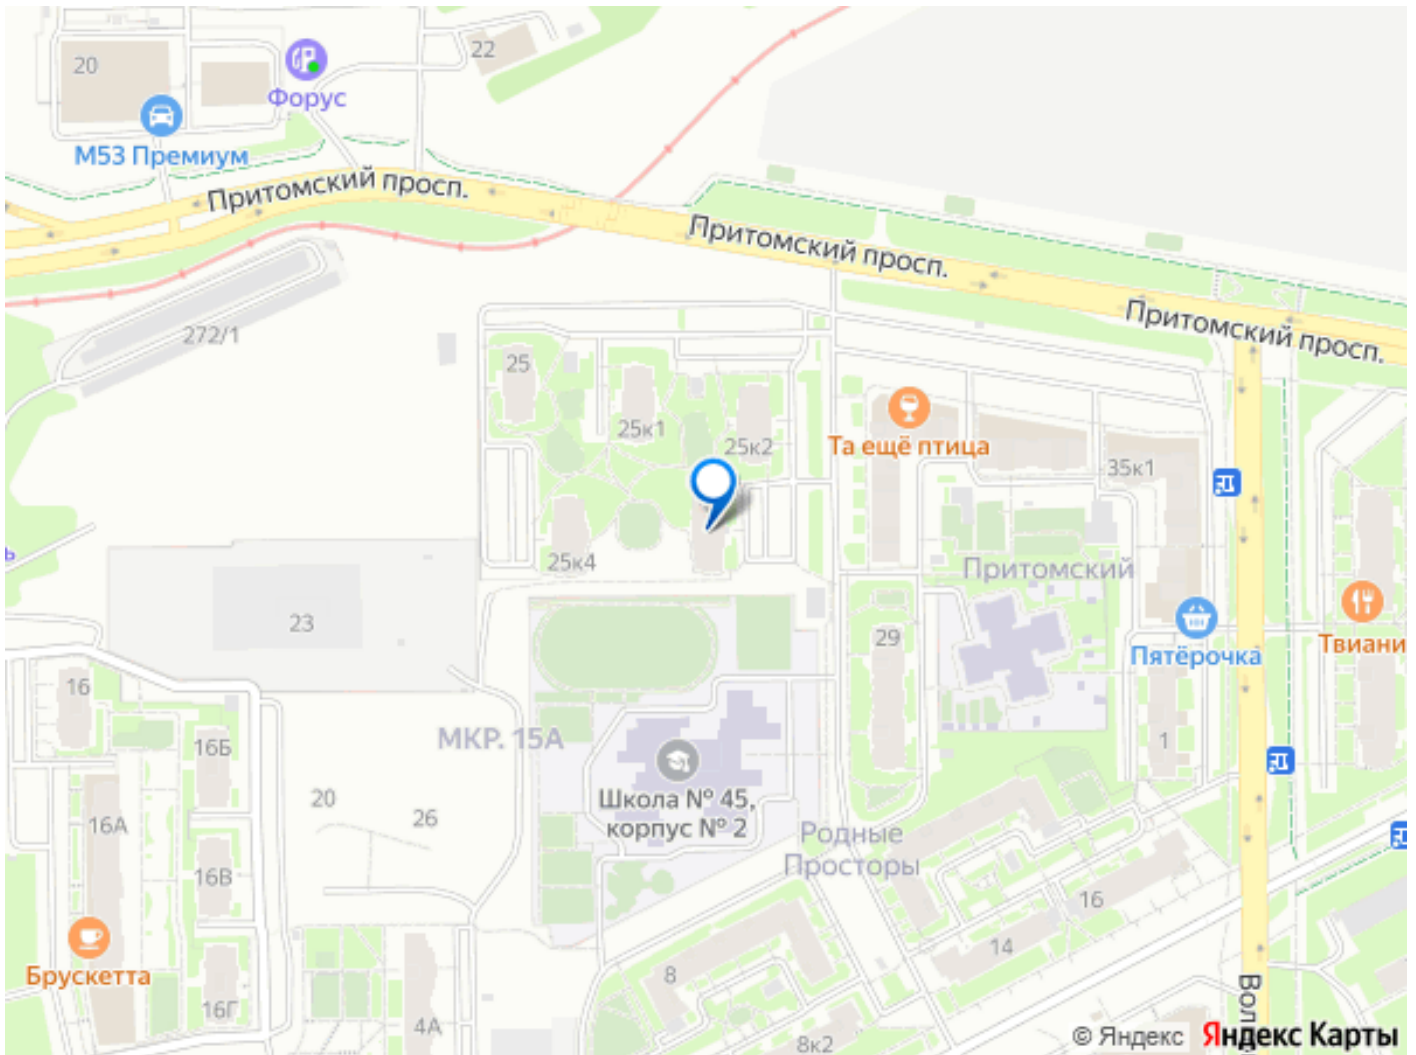 20
22
Форус
М53 Премиум
Притомский просп.
Притомский просп.
Притомский просп.
272/1
25
25к1
25к2
Та ещё птица
35к1
25к4
Притомский
23
29
Пятёрочка
Твиани
16
МКР. 15А
16Б
1
20
26
Школа № 45,
корпус № 2
16А
Родные
Просторы
16В
16
14
8
Брускетта
16Г
4А
8к2
Вол
© Яндекс Яндекс Карты